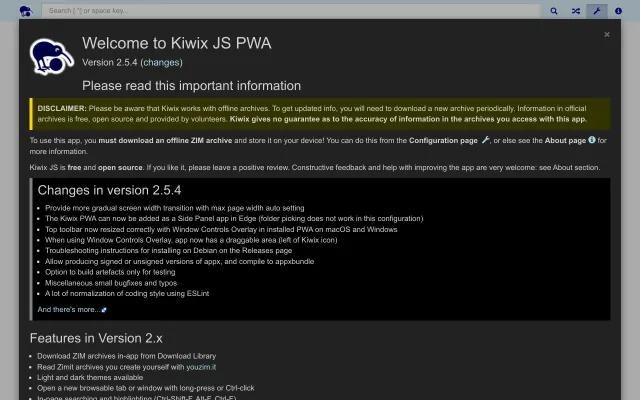 Search [ *] or space key...
Welcome to Kiwix JS PWA
×
Version 2.5.4 (changes)
Please read this important information
DISCLAIMER: Please be aware that Kiwix works with offline archives. To get updated info, you will need to download a new archive periodically. Information in official
archives is free, open source and provided by volunteers. Kiwix gives no guarantee as to the accuracy of information in the archives you access with this app.
To use this app, you must download an offline ZIM archive and store it on your device! You can do this from the Configuration page , or else see the About page for
more information.
Kiwix JS is free and open source. If you like it, please leave a positive review. Constructive feedback and help with improving the app are very welcome: see About section.
Changes in version 2.5.4
• Provide more gradual screen width transition with max page width auto setting
• The Kiwix PWA can now be added as a Side Panel app in Edge (folder picking does not work in this configuration)
• Top toolbar now resized correctly with Window Controls Overlay in installed PWA on macOS and Windows
• When using Window Controls Overlay, app now has a draggable area (left of Kiwix icon)
• Troubleshooting instructions for installing on Debian on the Releases page
• Allow producing signed or unsigned versions of appx, and compile to appxbundle
• Option to build artefacts only for testing
• Miscellaneous small bugfixes and typos
• A lot of normalization of coding style using ESLint
And there's more...
Features in Version 2.x
• Download ZIM archives in-app from Download Library
• Read Zimit archives you create yourself with youzim.it
• Light and dark themes available
• Open a new browsable tab or window with long-press or Ctrl-click
• In-page searching and highlighting (Ctrl-Shift-F, Alt-F, Ctrl-F)